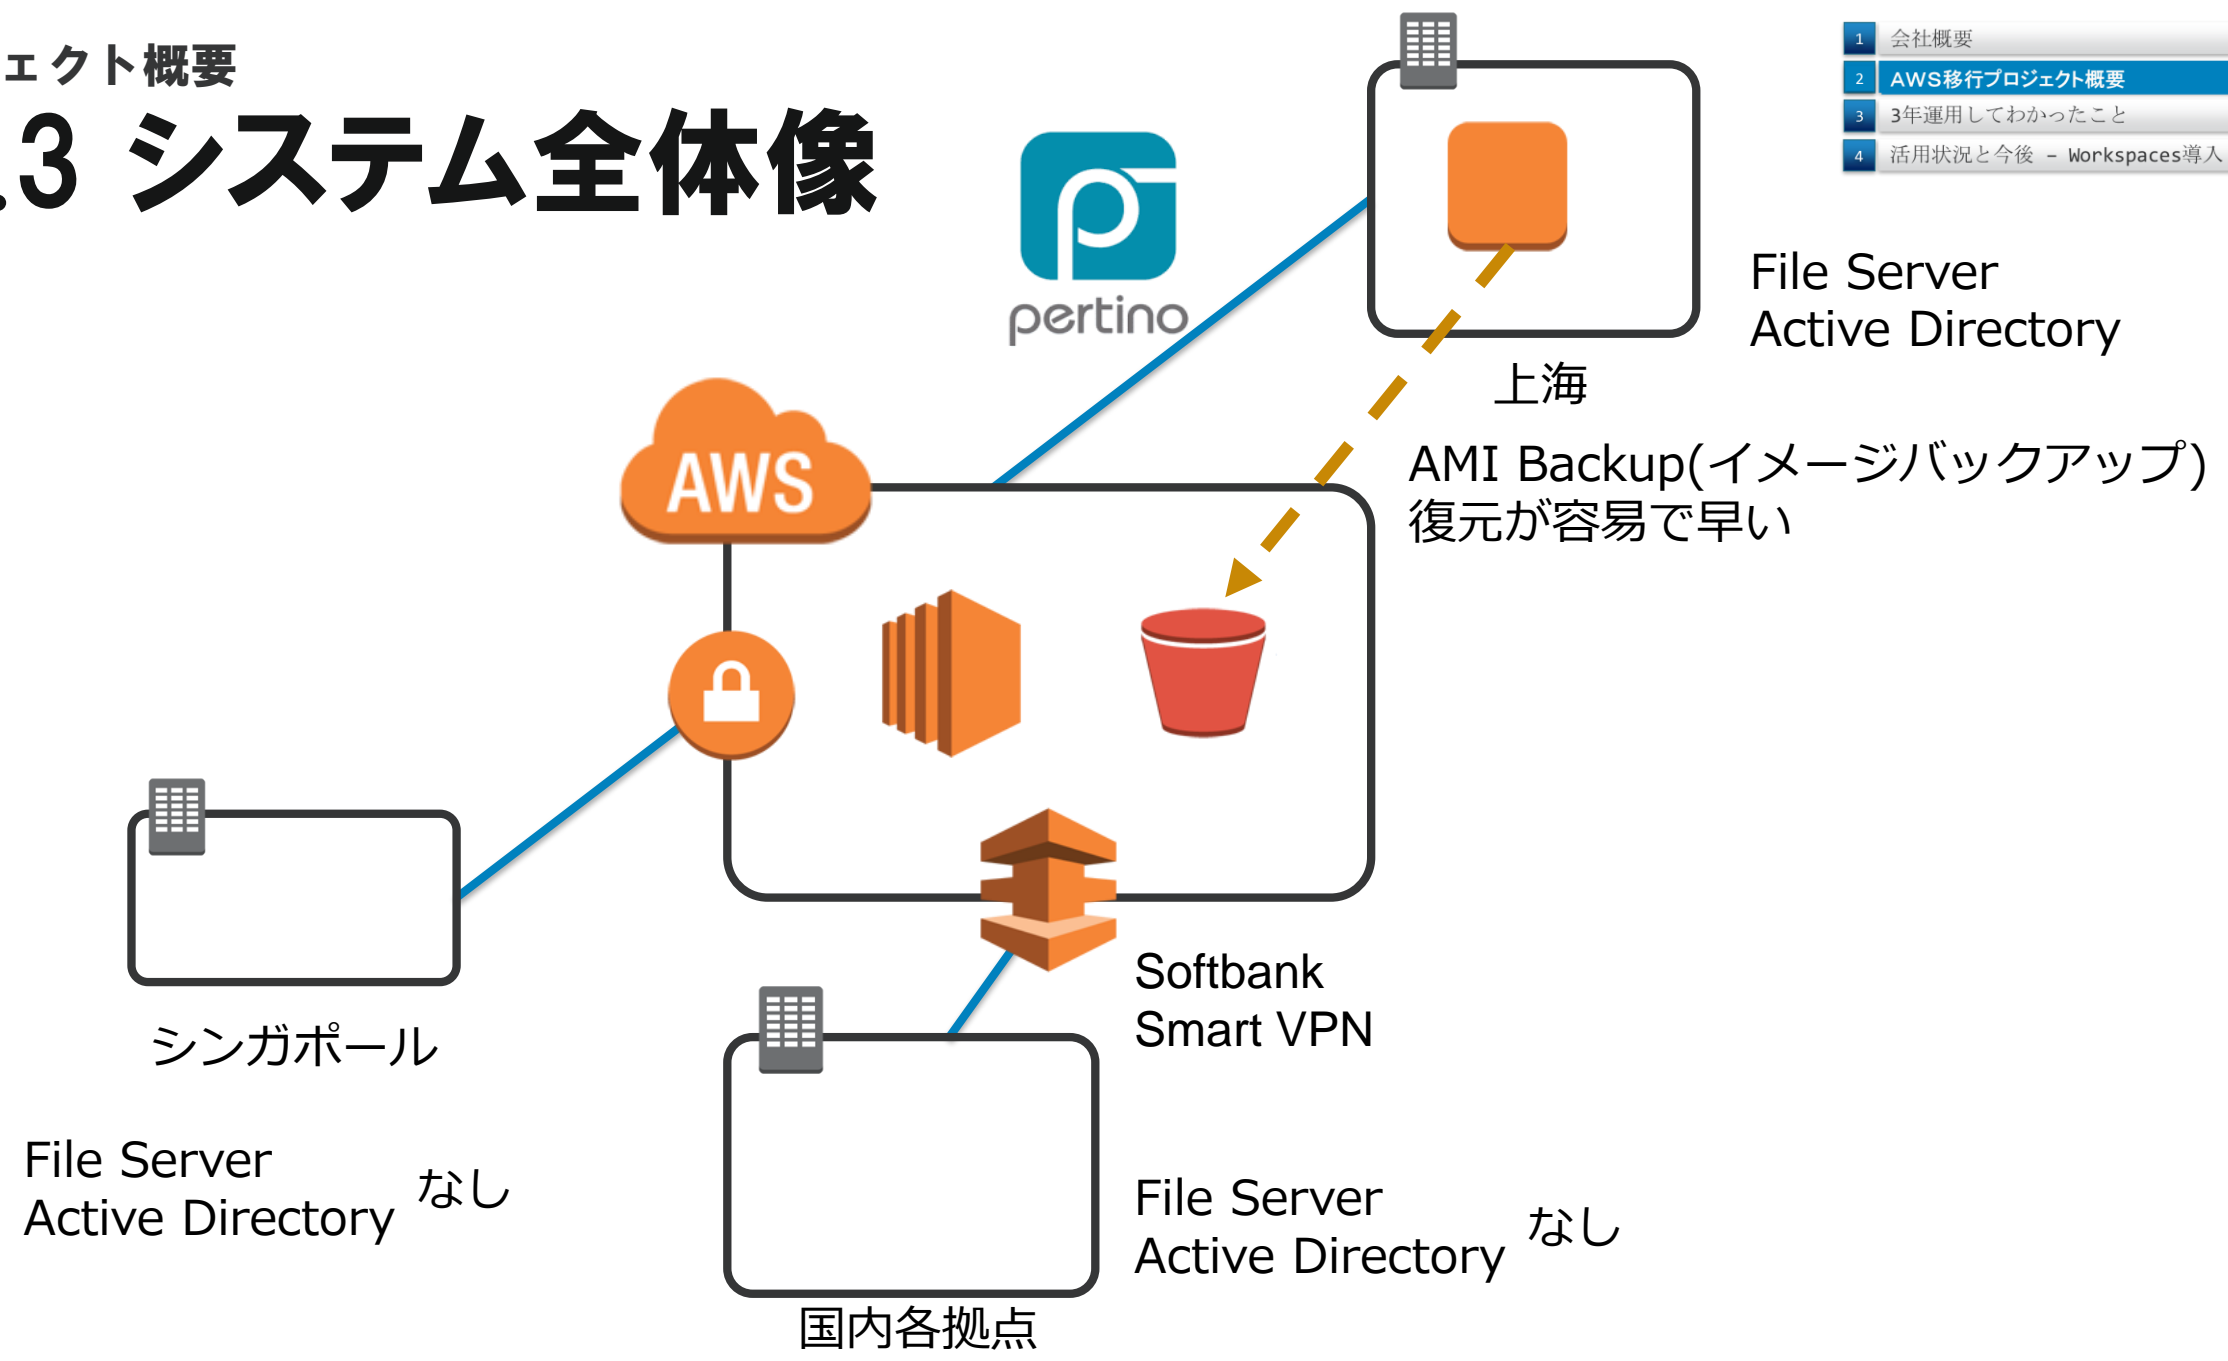 ェクト概要
.3 システム全体像
1 会社概要
2 AWS移行プロジェクト概要
3 3年運用してわかったこと
4 活用状況と今後 – Workspaces導入
pertino
File Server
Active Directory
上海
AMI Backup(イメージバックアップ)
復元が容易で早い
AWS
Softbank
Smart VPN
シンガポール
File Server
Active Directory なし
File Server
Active Directory なし
国内各拠点